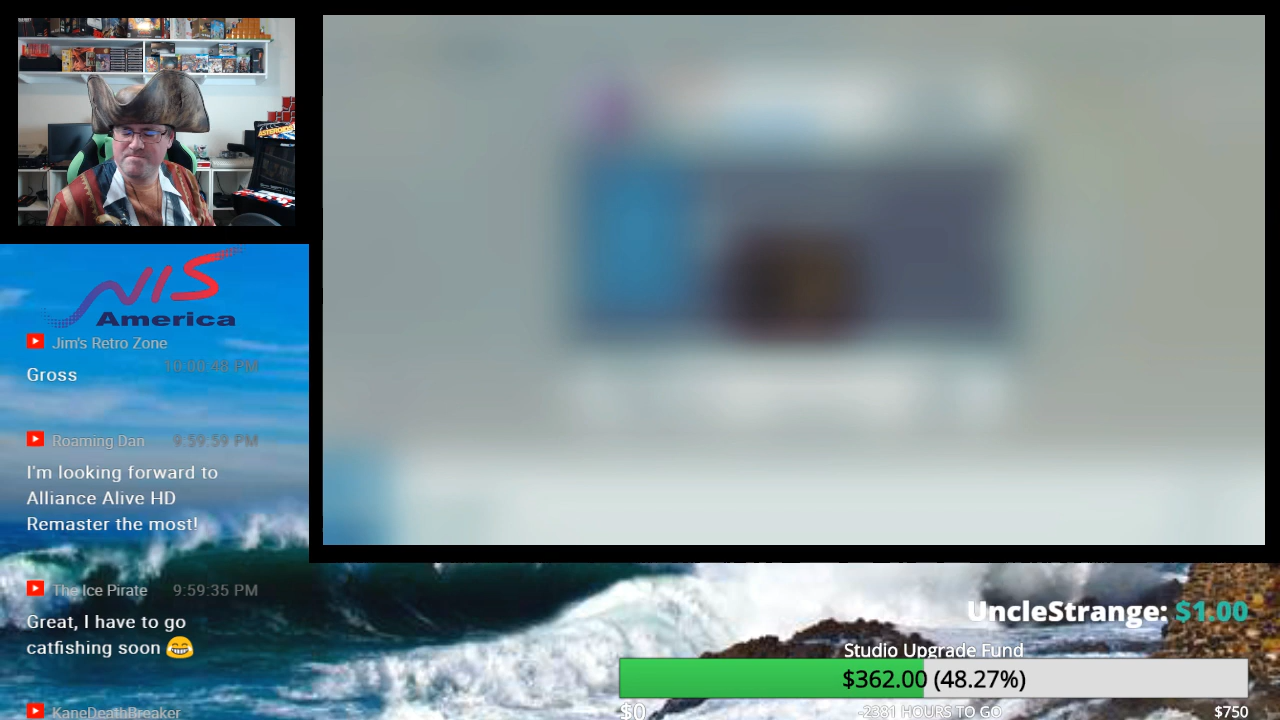 ASTEROIDS
NIS
America
Jim's Retro Zone
10:00:48 PM
Gross
Roaming Dan 9:59:59 PM
I'm looking forward to
Alliance Alive HD
Remaster the most!
The Ice Pirate 9:59:35 PM
Great, I have to go
catfishing soon 😂
KaneDeathBreaker
UncleStrange: $1.00
Studio Upgrade Fund
$362.00 (48.27%)
$0 -2381 HOURS TO GO $750